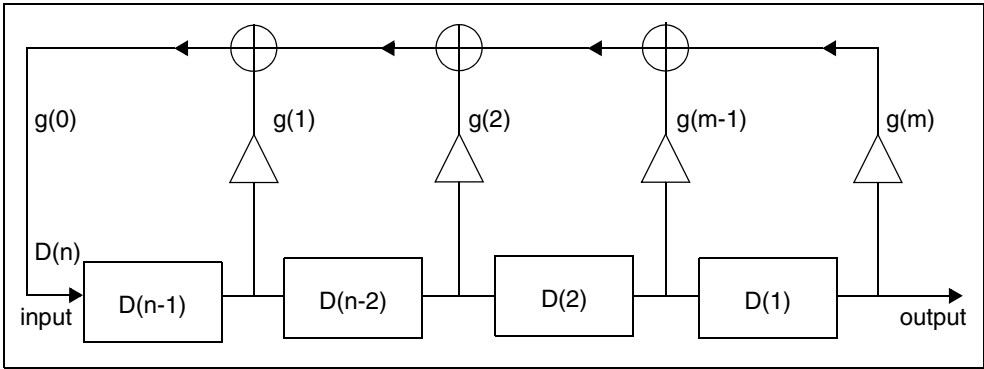 g(0) g(1) g(2) g(m-1) g(m)
D(n)
D(n-1) D(n-2) D(2) D(1)
input output